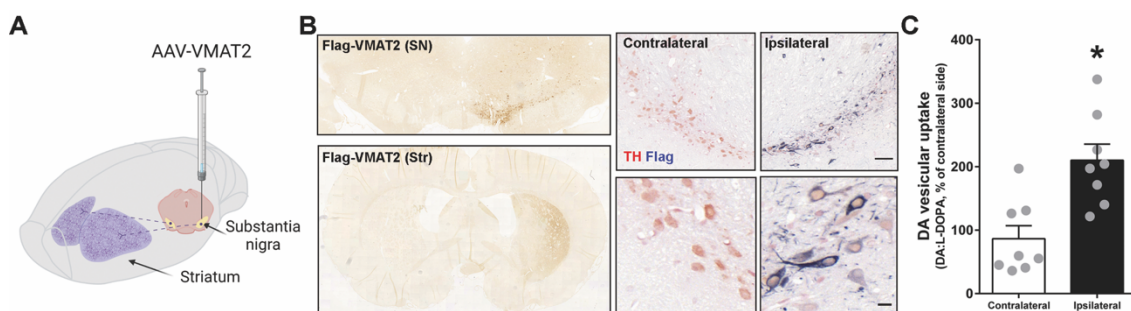 A
AAV-VMAT2
Substantia
nigra
Striatum
B
Flag-VMAT2 (SN)
Flag-VMAT2 (Str)
Contralateral
Ipsilateral
TH Flag
C
DA vesicular uptake
(DA:L-DOPA, % of contralateral side)
400
300
200
100
0
*
Contralateral
Ipsilateral